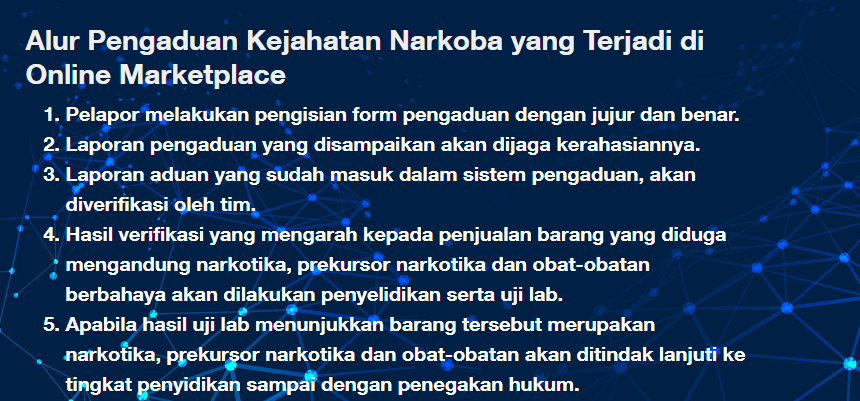 Alur Pengaduan Kejahatan Narkoba yang Terjadi di
Online Marketplace
1. Pelapor melakukan pengisian form pengaduan dengan jujur dan benar.
2. Laporan pengaduan yang disampaikan akan dijaga kerahasiannya.
3. Laporan aduan yang sudah masuk dalam sistem pengaduan, akan
diverifikasi oleh tim.
4. Hasil verifikasi yang mengarah kepada penjualan barang yang diduga
mengandung narkotika, prekursor narkotika dan obat-obatan
berbahaya akan dilakukan penyelidikan serta uji lab.
5. Apabila hasil uji lab menunjukkan barang tersebut merupakan
narkotika, prekursor narkotika dan obat-obatan akan ditindak lanjuti ke
tingkat penyidikan sampai dengan penegakan hukum.